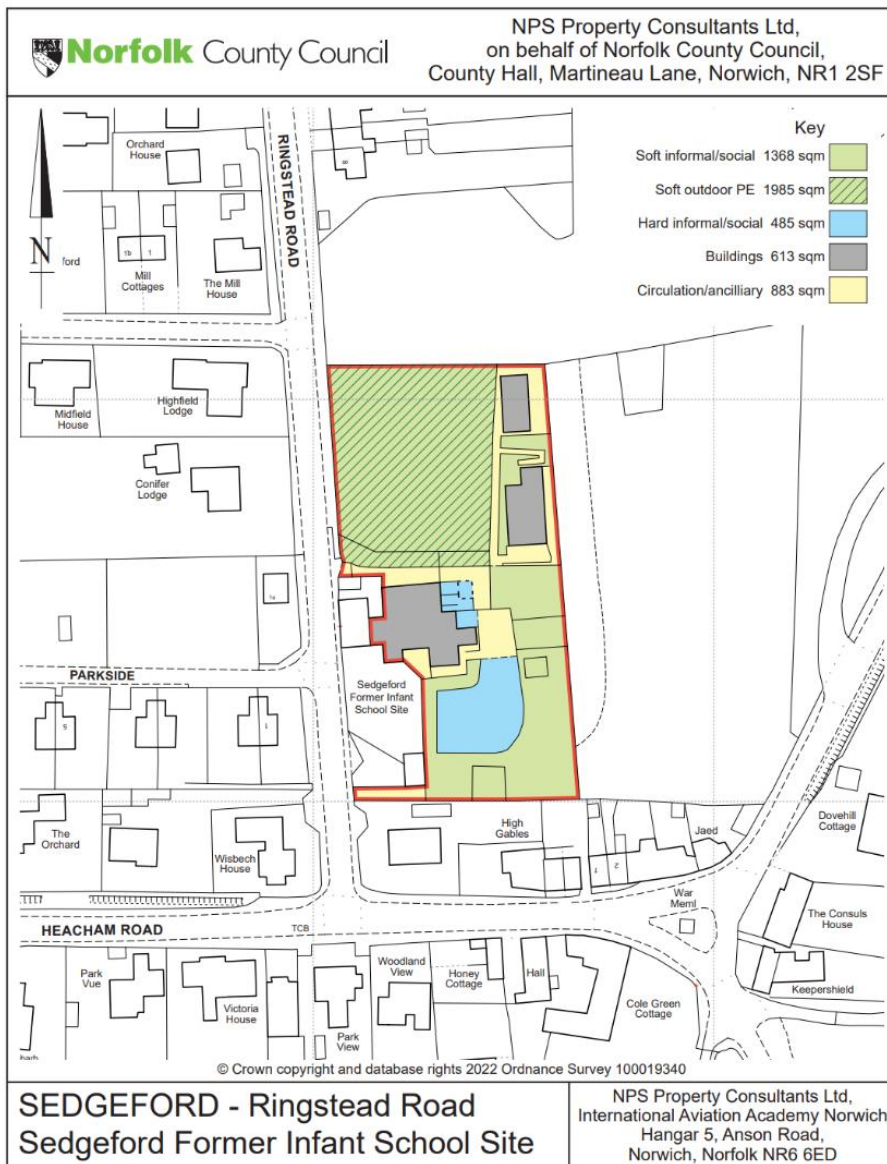 Norfolk County Council
NPS Property Consultants Ltd,
on behalf of Norfolk County Council,
County Hall, Martineau Lane, Norwich, NR1 2SF
Key
Soft informal/social 1368 sqm
Soft outdoor PE 1985 sqm
Hard informal/social 485 sqm
Buildings 613 sqm
Circulation/ancilliary 883 sqm
N
RINGSTEAD ROAD
Orchard
House
8
ford
1b
1
Mill
Cottages
The Mill
House
Midfield
House
Highfield
Lodge
Conifer
Lodge
1a
PARKSIDE
5
1
Sedgeford
Former Infant
School Site
The
Orchard
Wisbech
House
High
Gables
1
2
Jaed
Dovehill
Cottage
War
Meml
The Consuls
House
HEACHAM ROAD
TCB
Keepershield
Park
Vue
Victoria
House
Park
View
Woodland
View
Honey
Cottage
Hall
Cole Green
Cottage
© Crown copyright and database rights 2022 Ordnance Survey 100019340
SEDGEFORD - Ringstead Road
Sedgeford Former Infant School Site
NPS Property Consultants Ltd,
International Aviation Academy Norwich
Hangar 5, Anson Road,
Norwich, Norfolk NR6 6ED